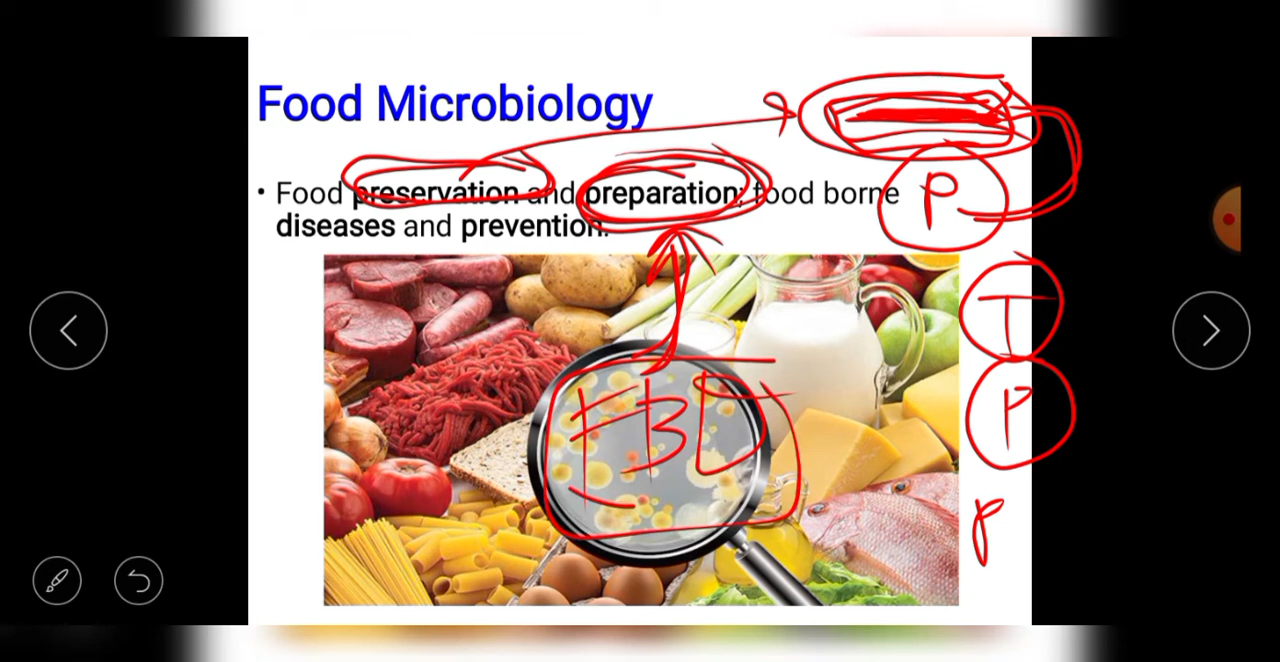 Food Microbiology
• Food preservation and preparation; food borne
diseases and prevention.
P
T
P
P
FBD